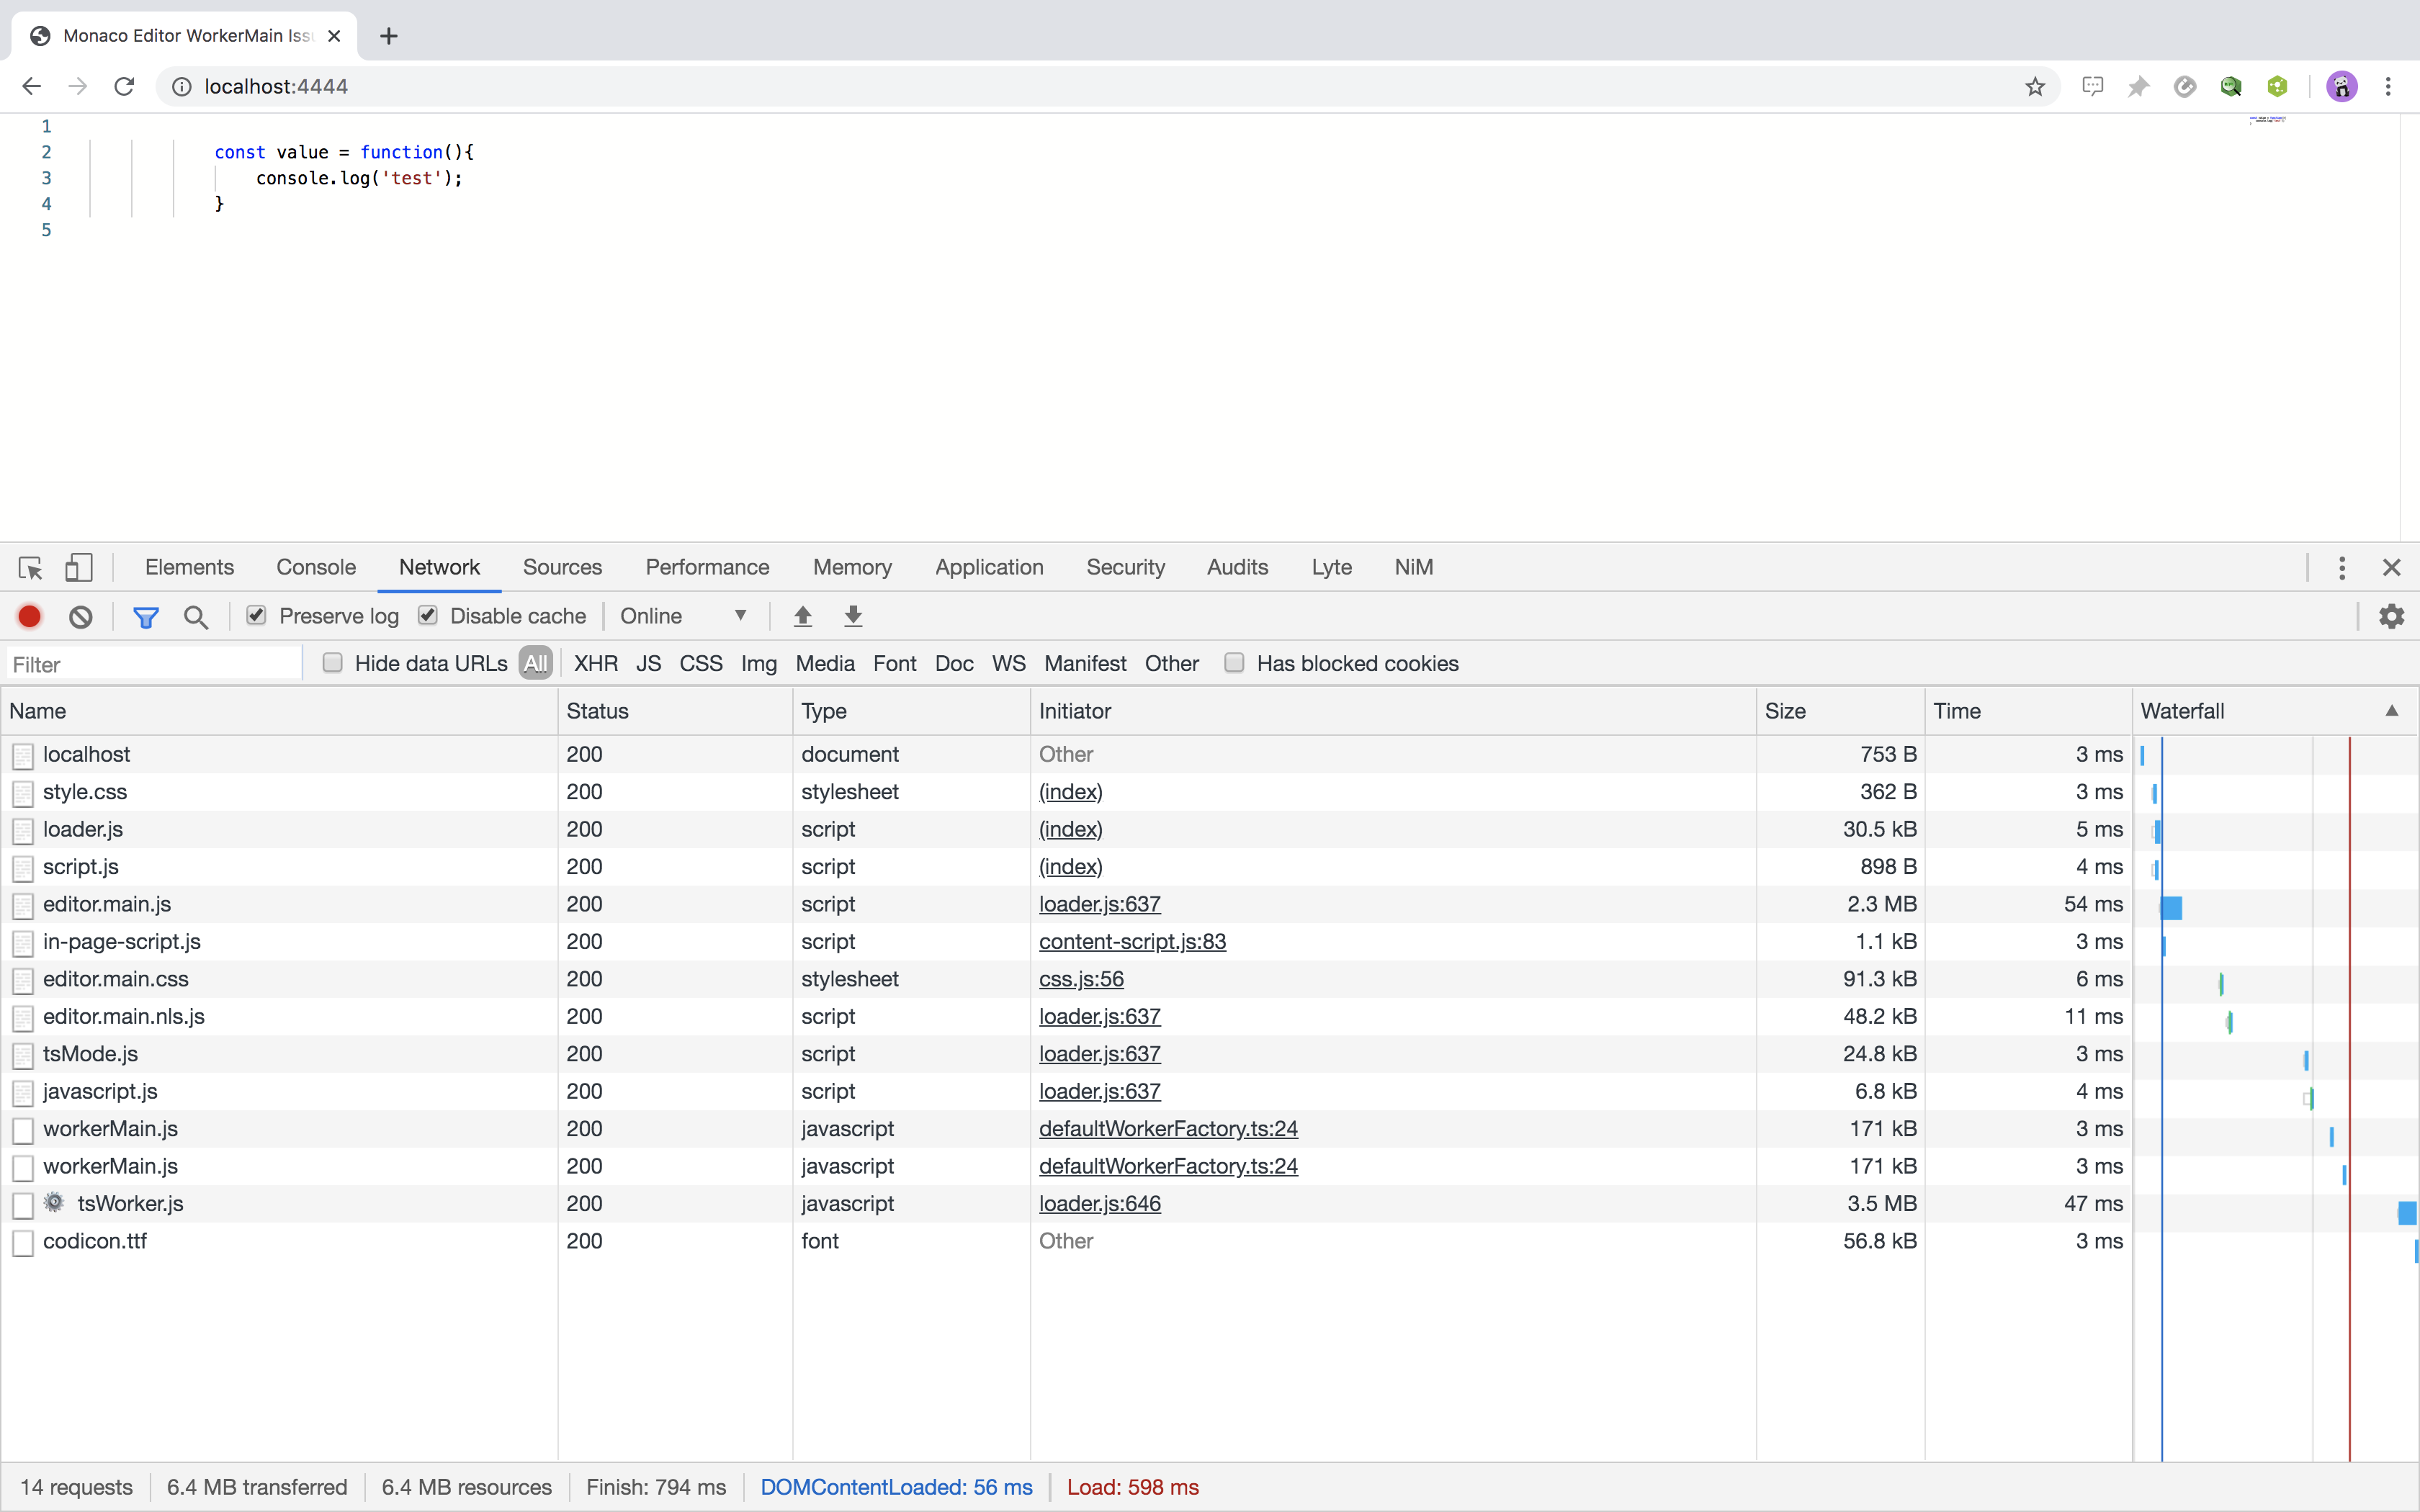 Monaco Editor WorkerMain Iss
localhost:4444
1
2 const value = function(){
3 console.log('test');
4 }
5
Elements Console Network Sources Performance Memory Application Security Audits Lyte NiM
Preserve log Disable cache Online
Filter Hide data URLs All XHR JS CSS Img Media Font Doc WS Manifest Other Has blocked cookies
Name Status Type Initiator Size Time Waterfall
localhost 200 document Other 753 B 3 ms
style.css 200 stylesheet (index) 362 B 3 ms
loader.js 200 script (index) 30.5 kB 5 ms
script.js 200 script (index) 898 B 4 ms
editor.main.js 200 script loader.js:637 2.3 MB 54 ms
in-page-script.js 200 script content-script.js:83 1.1 kB 3 ms
editor.main.css 200 stylesheet css.js:56 91.3 kB 6 ms
editor.main.nls.js 200 script loader.js:637 48.2 kB 11 ms
tsMode.js 200 script loader.js:637 24.8 kB 3 ms
javascript.js 200 script loader.js:637 6.8 kB 4 ms
workerMain.js 200 javascript defaultWorkerFactory.ts:24 171 kB 3 ms
workerMain.js 200 javascript defaultWorkerFactory.ts:24 171 kB 3 ms
tsWorker.js 200 javascript loader.js:646 3.5 MB 47 ms
codicon.ttf 200 font Other 56.8 kB 3 ms
14 requests 6.4 MB transferred 6.4 MB resources Finish: 794 ms DOMContentLoaded: 56 ms Load: 598 ms